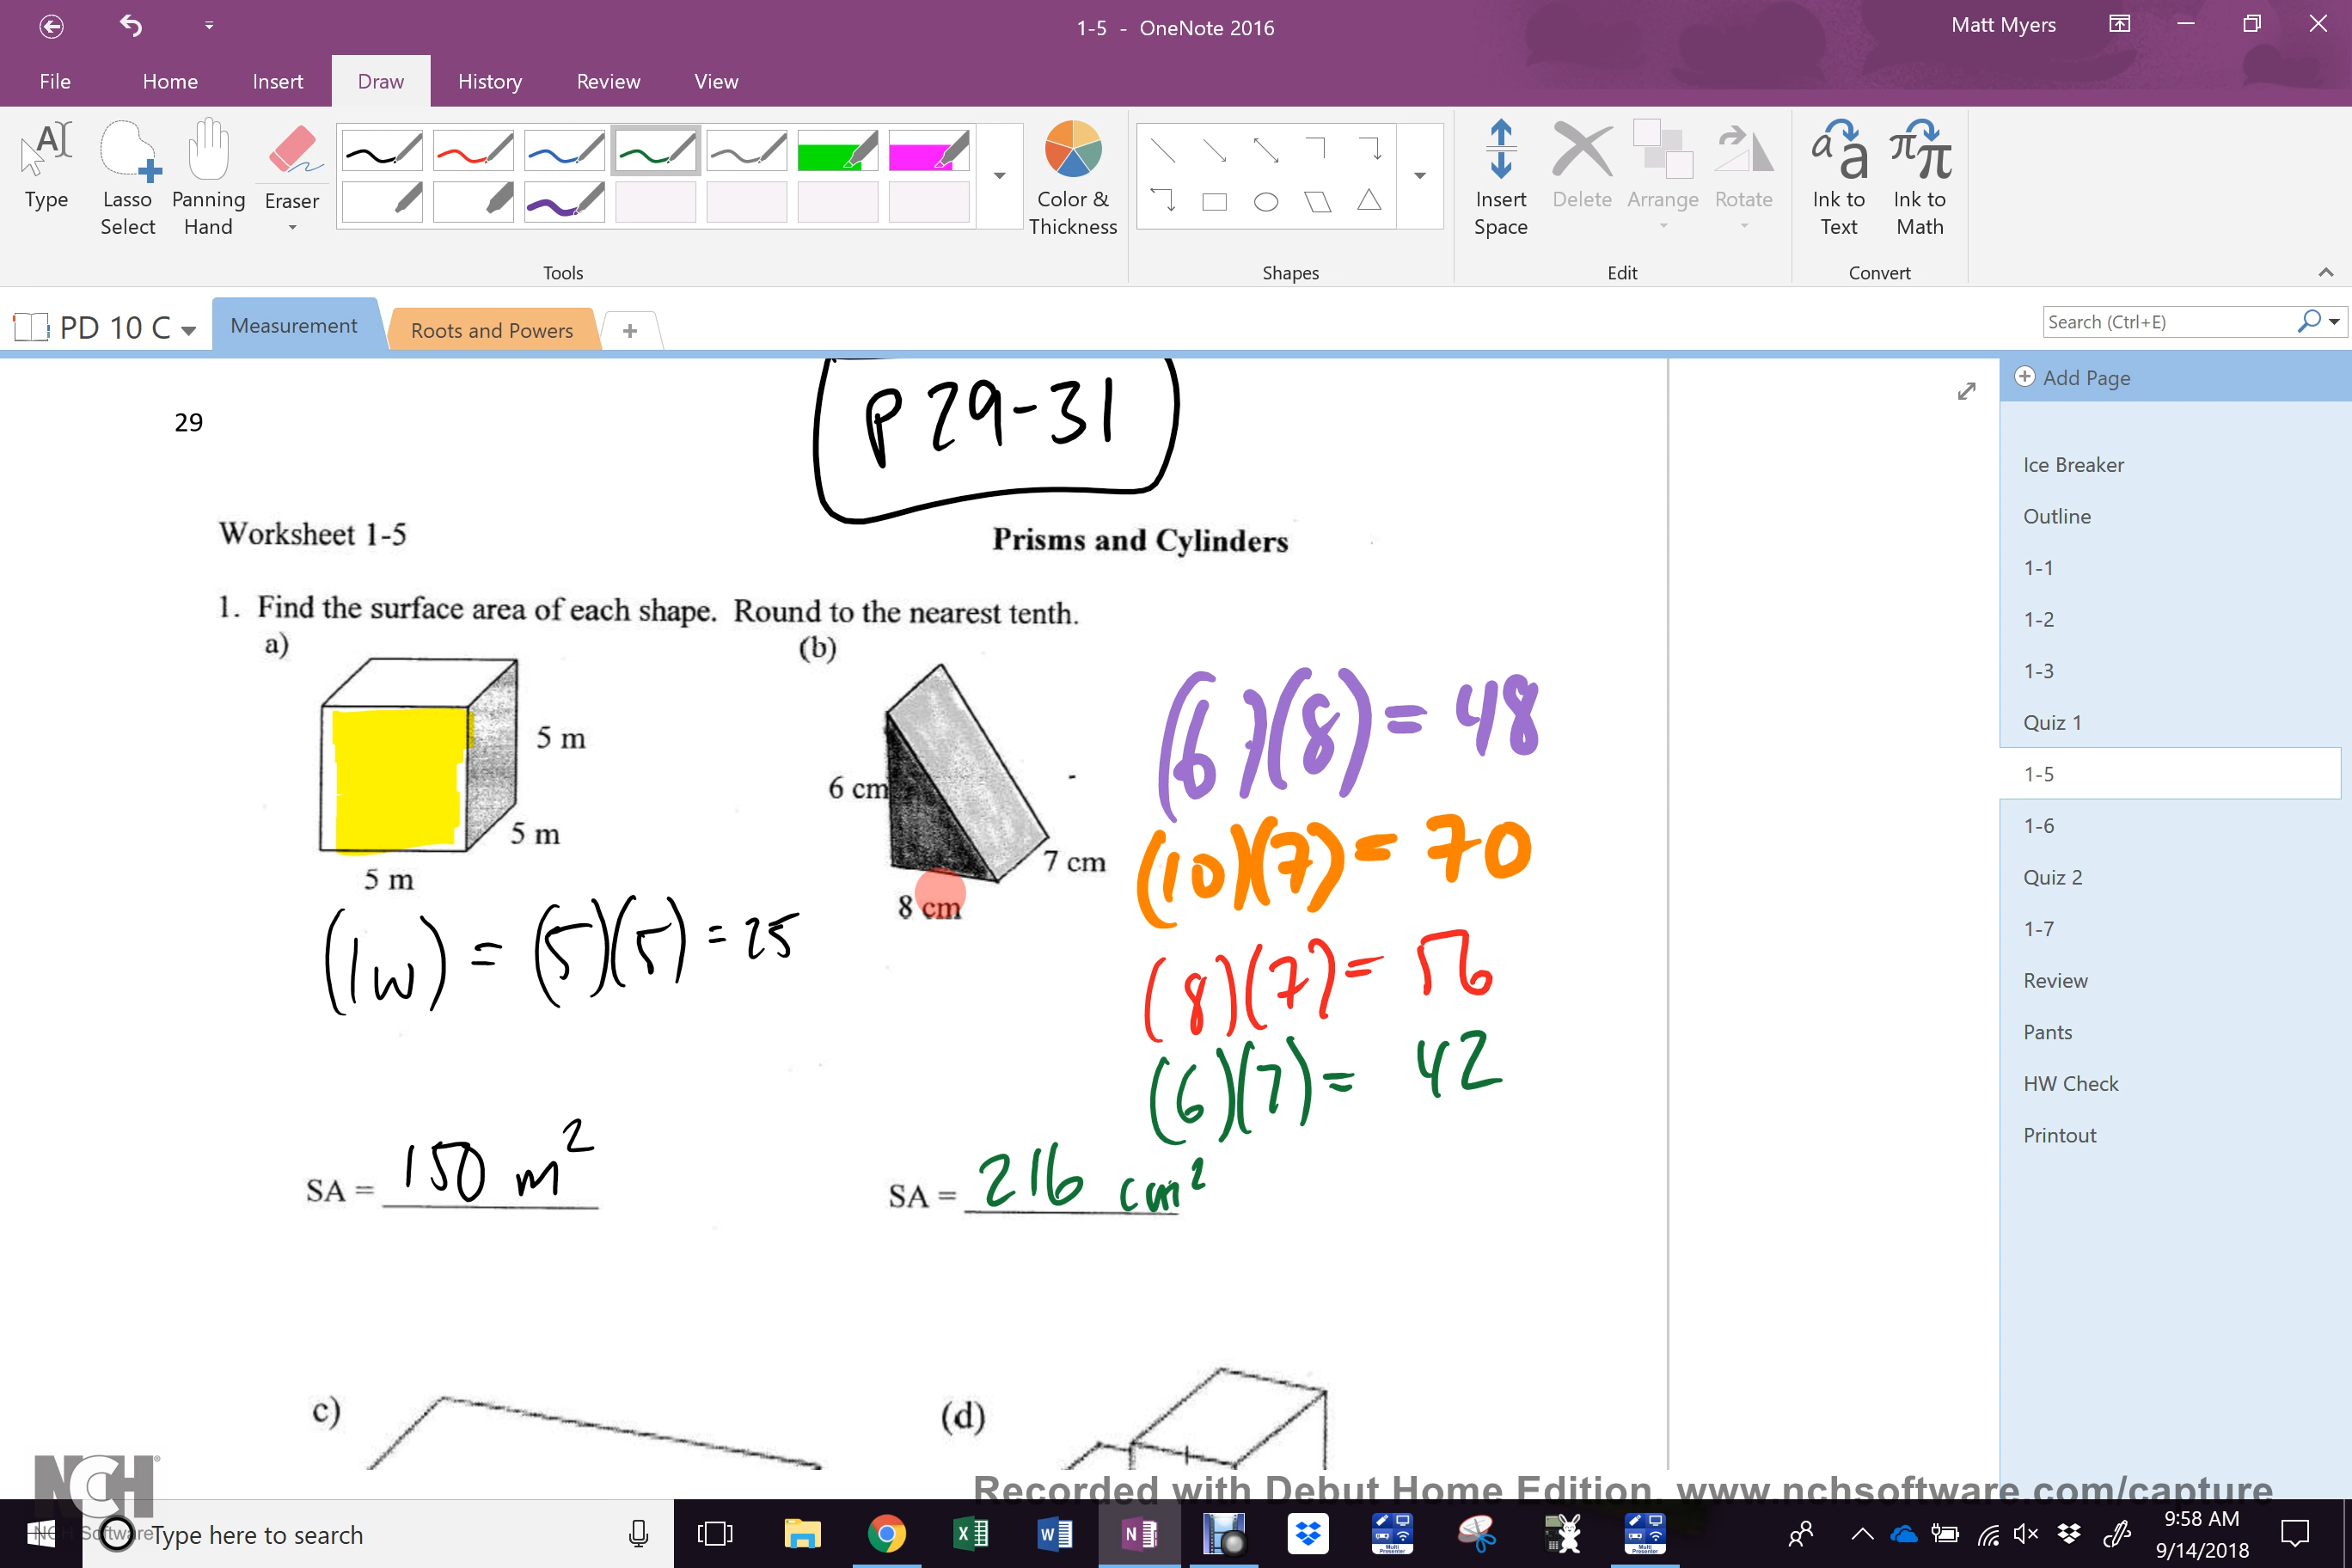 1-5 - OneNote 2016
Matt Myers
File Home Insert Draw History Review View
Type
Lasso Select
Panning Hand
Eraser
Color & Thickness
Insert Space
Delete
Arrange
Rotate
Ink to Text
Ink to Math
Tools
Shapes
Edit
Convert
PD 10 C
Measurement
Roots and Powers
+
Search (Ctrl+E)
Add Page
Ice Breaker
Outline
1-1
1-2
1-3
Quiz 1
1-5
1-6
Quiz 2
1-7
Review
Pants
HW Check
Printout
29
P 29-31
Worksheet 1-5
Prisms and Cylinders
1. Find the surface area of each shape. Round to the nearest tenth.
a)
5 m
5 m
5 m
(lw) = (5)(5) = 25
SA = 150 m²
(b)
6 cm
7 cm
8 cm
(6)(8) = 48
(10)(7) = 70
(8)(7) = 56
(6)(7) = 42
SA = 216 cm²
c)
(d)
NCH
NCH Software
Recorded with Debut Home Edition. www.nchsoftware.com/capture
Type here to search
9:58 AM
9/14/2018